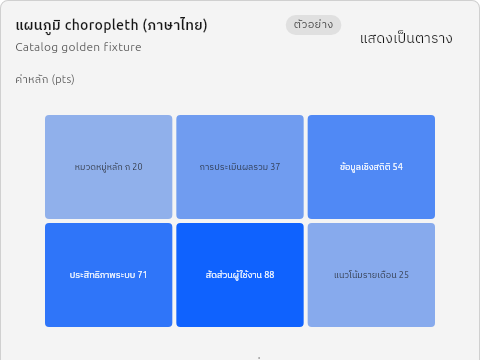 แผนภูมิ choropleth (ภาษาไทย)
ตัวอย่าง
แสดงเป็นตาราง
Catalog golden fixture
ค่าหลัก (pts)
หมวดหมู่หลัก ก 20
การประเมินผลรวม 37
ข้อมูลเชิงสถิติ 54
ประสิทธิภาพระบบ 71
สัดส่วนผู้ใช้งาน 88
แนวโน้มรายเดือน 25